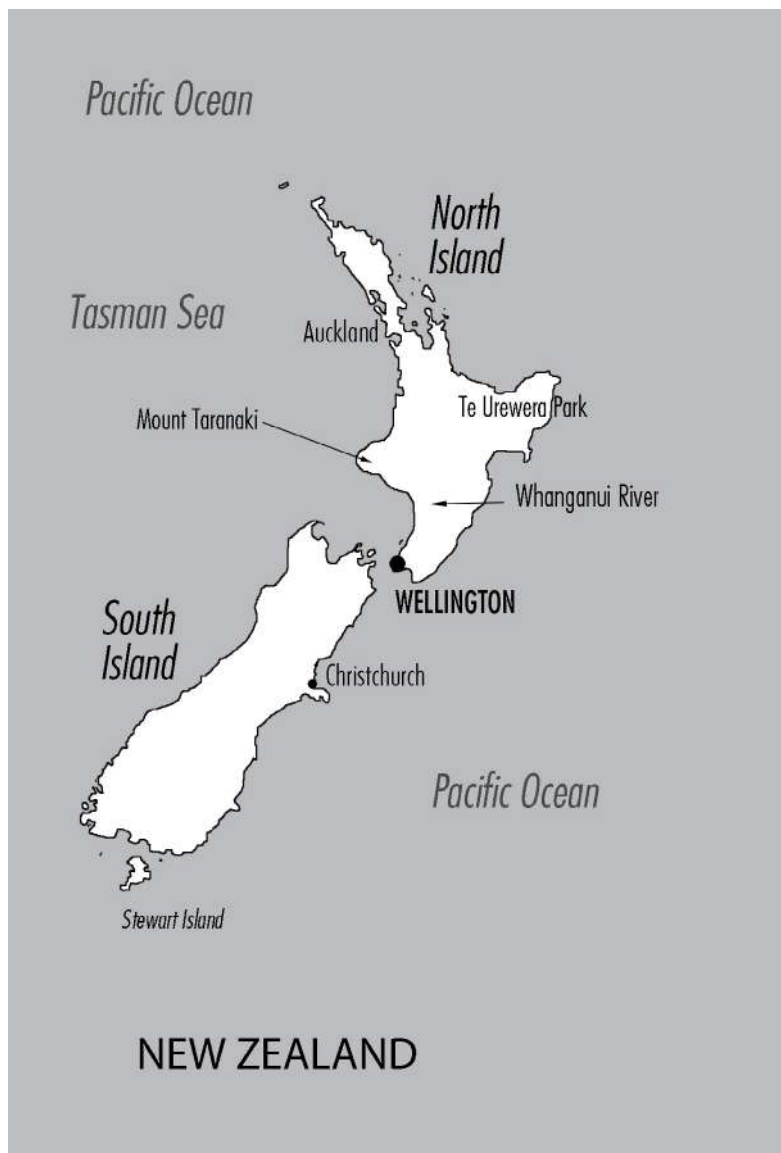 Pacific Ocean
North
Island
Tasman Sea
Auckland
Te Urewera Park
Mount Taranaki
Whanganui River
WELLINGTON
South
Island
Christchurch
Pacific Ocean
Stewart Island
NEW ZEALAND